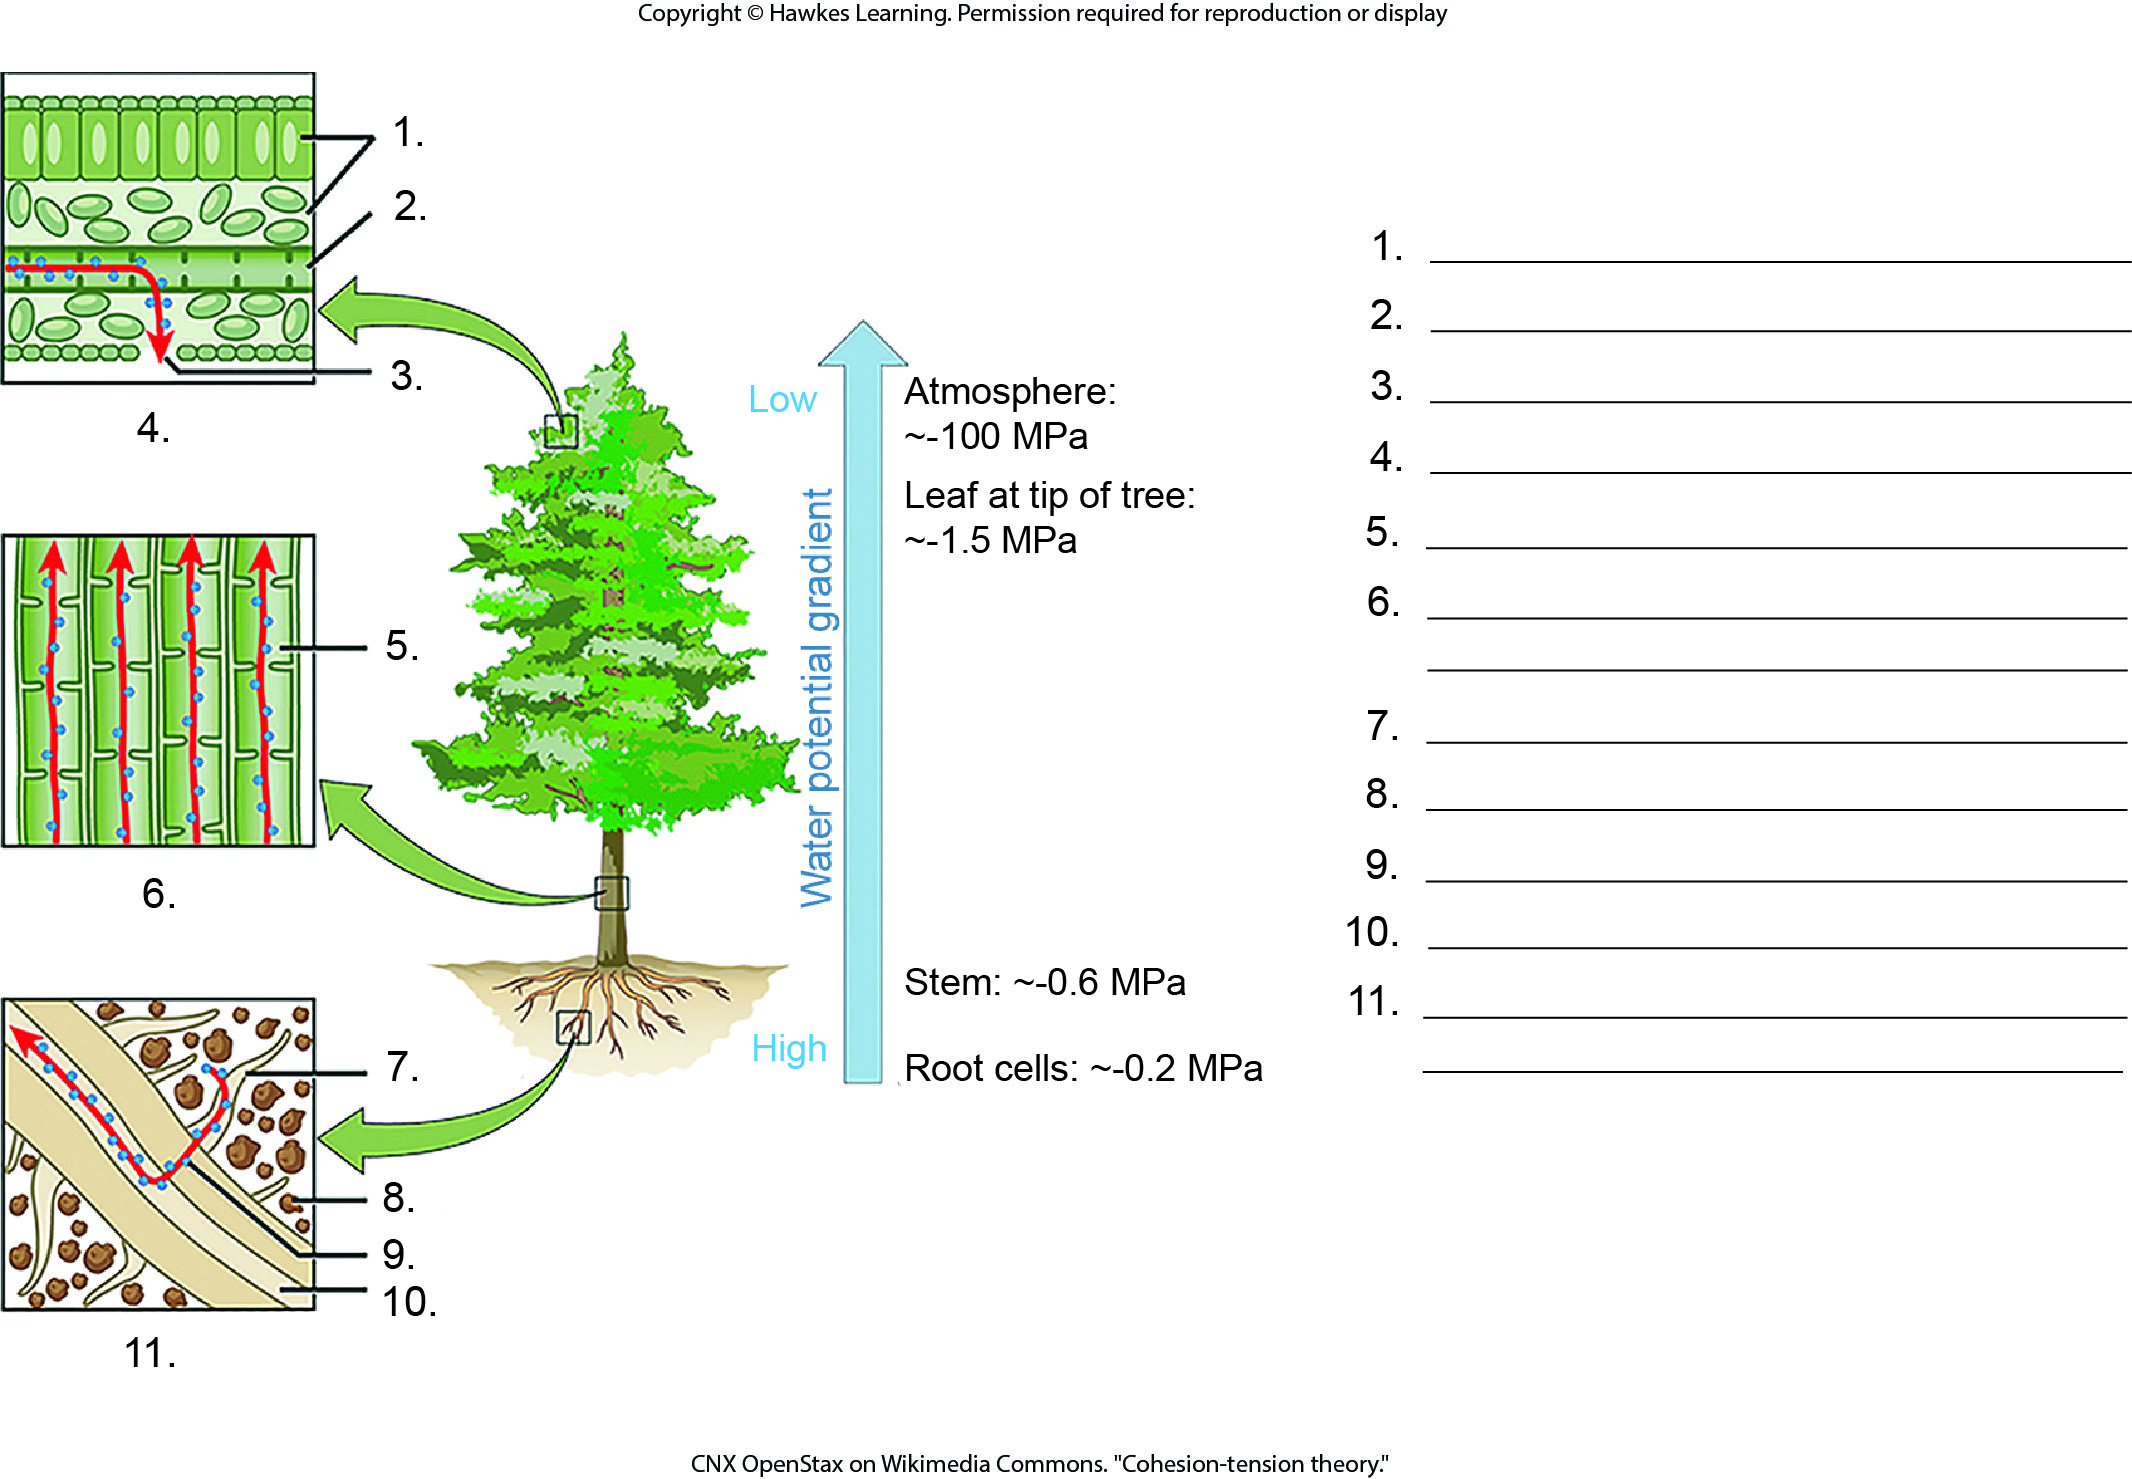 Copyright © Hawkes Learning. Permission required for reproduction or display
1.
2.
3.
4.
5.
6.
7.
8.
9.
10.
11.
Low
Water potential gradient
High
Atmosphere:
~-100 MPa
Leaf at tip of tree:
~-1.5 MPa
Stem: ~-0.6 MPa
Root cells: ~-0.2 MPa
1.
2.
3.
4.
5.
6.
7.
8.
9.
10.
11.
CNX OpenStax on Wikimedia Commons. "Cohesion-tension theory."